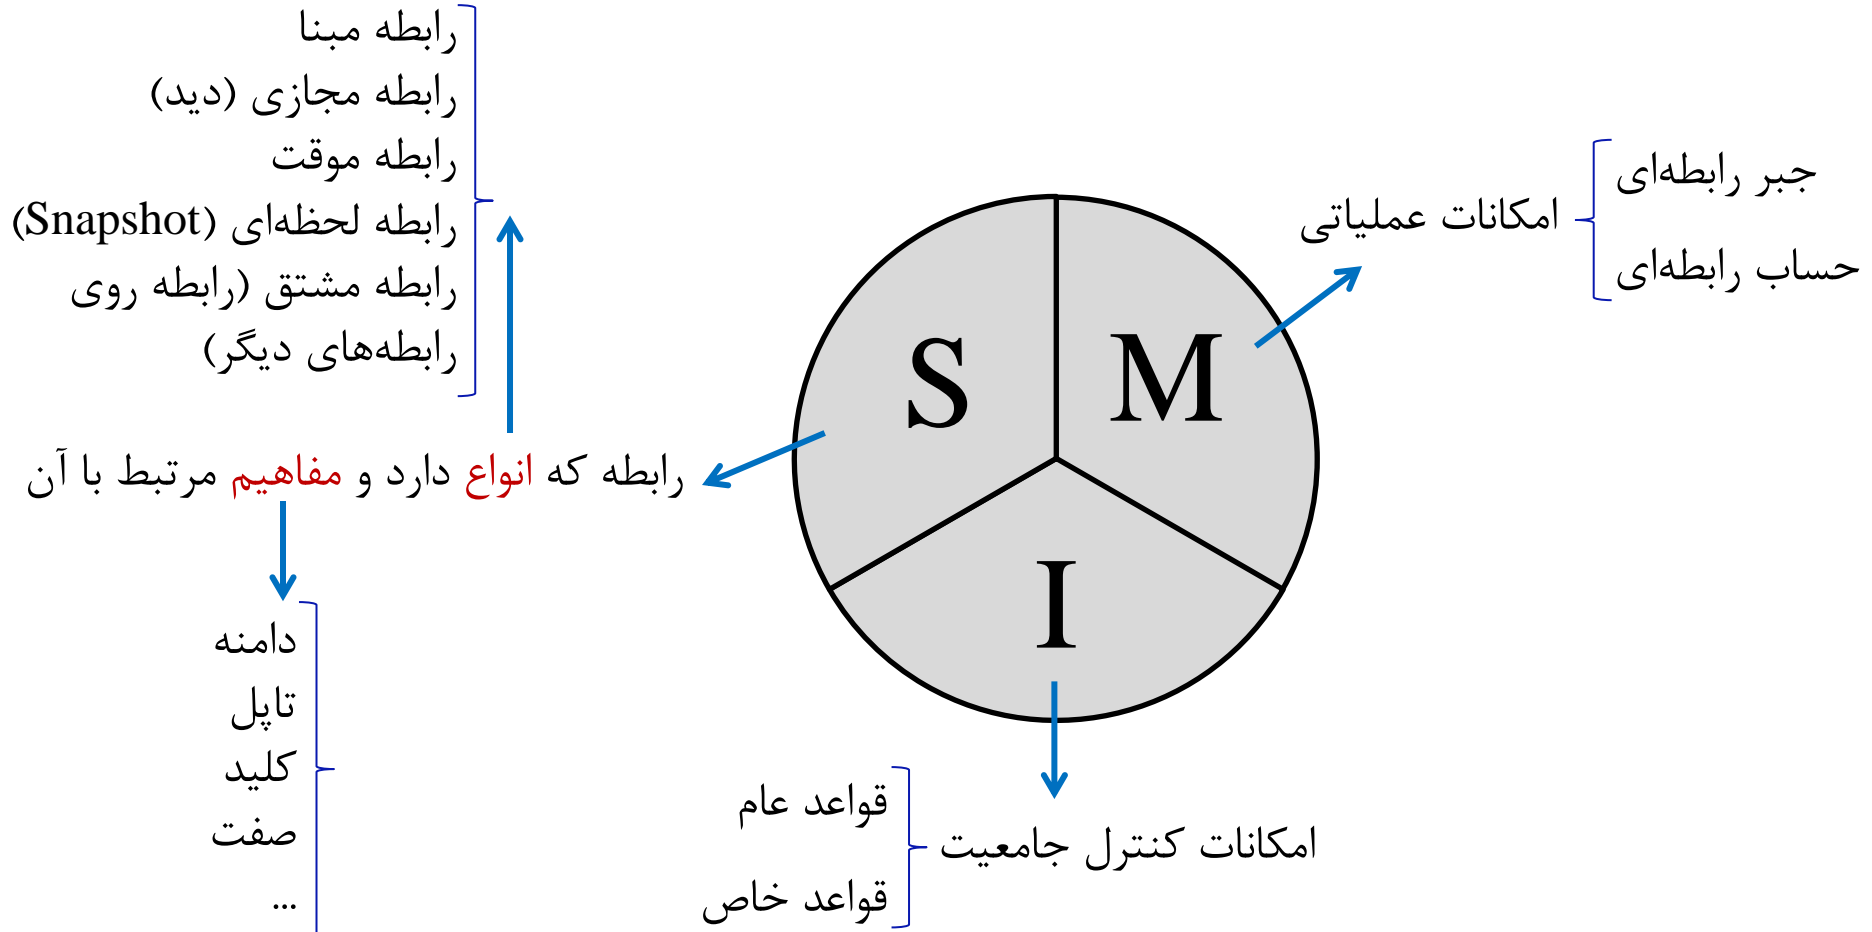 رابطه مبنا
رابطه مجازی (دید)
رابطه موقت
رابطه لحظه‌ای (Snapshot)
رابطه مشتق (رابطه روی
رابطه‌های دیگر)
جبر رابطه‌ای
امکانات عملیاتی
حساب رابطه‌ای
S
M
رابطه که انواع دارد و مفاهیم مرتبط با آن
I
دامنه
تاپل
کلید
صفت
...
قواعد عام
امکانات کنترل جامعیت
قواعد خاص